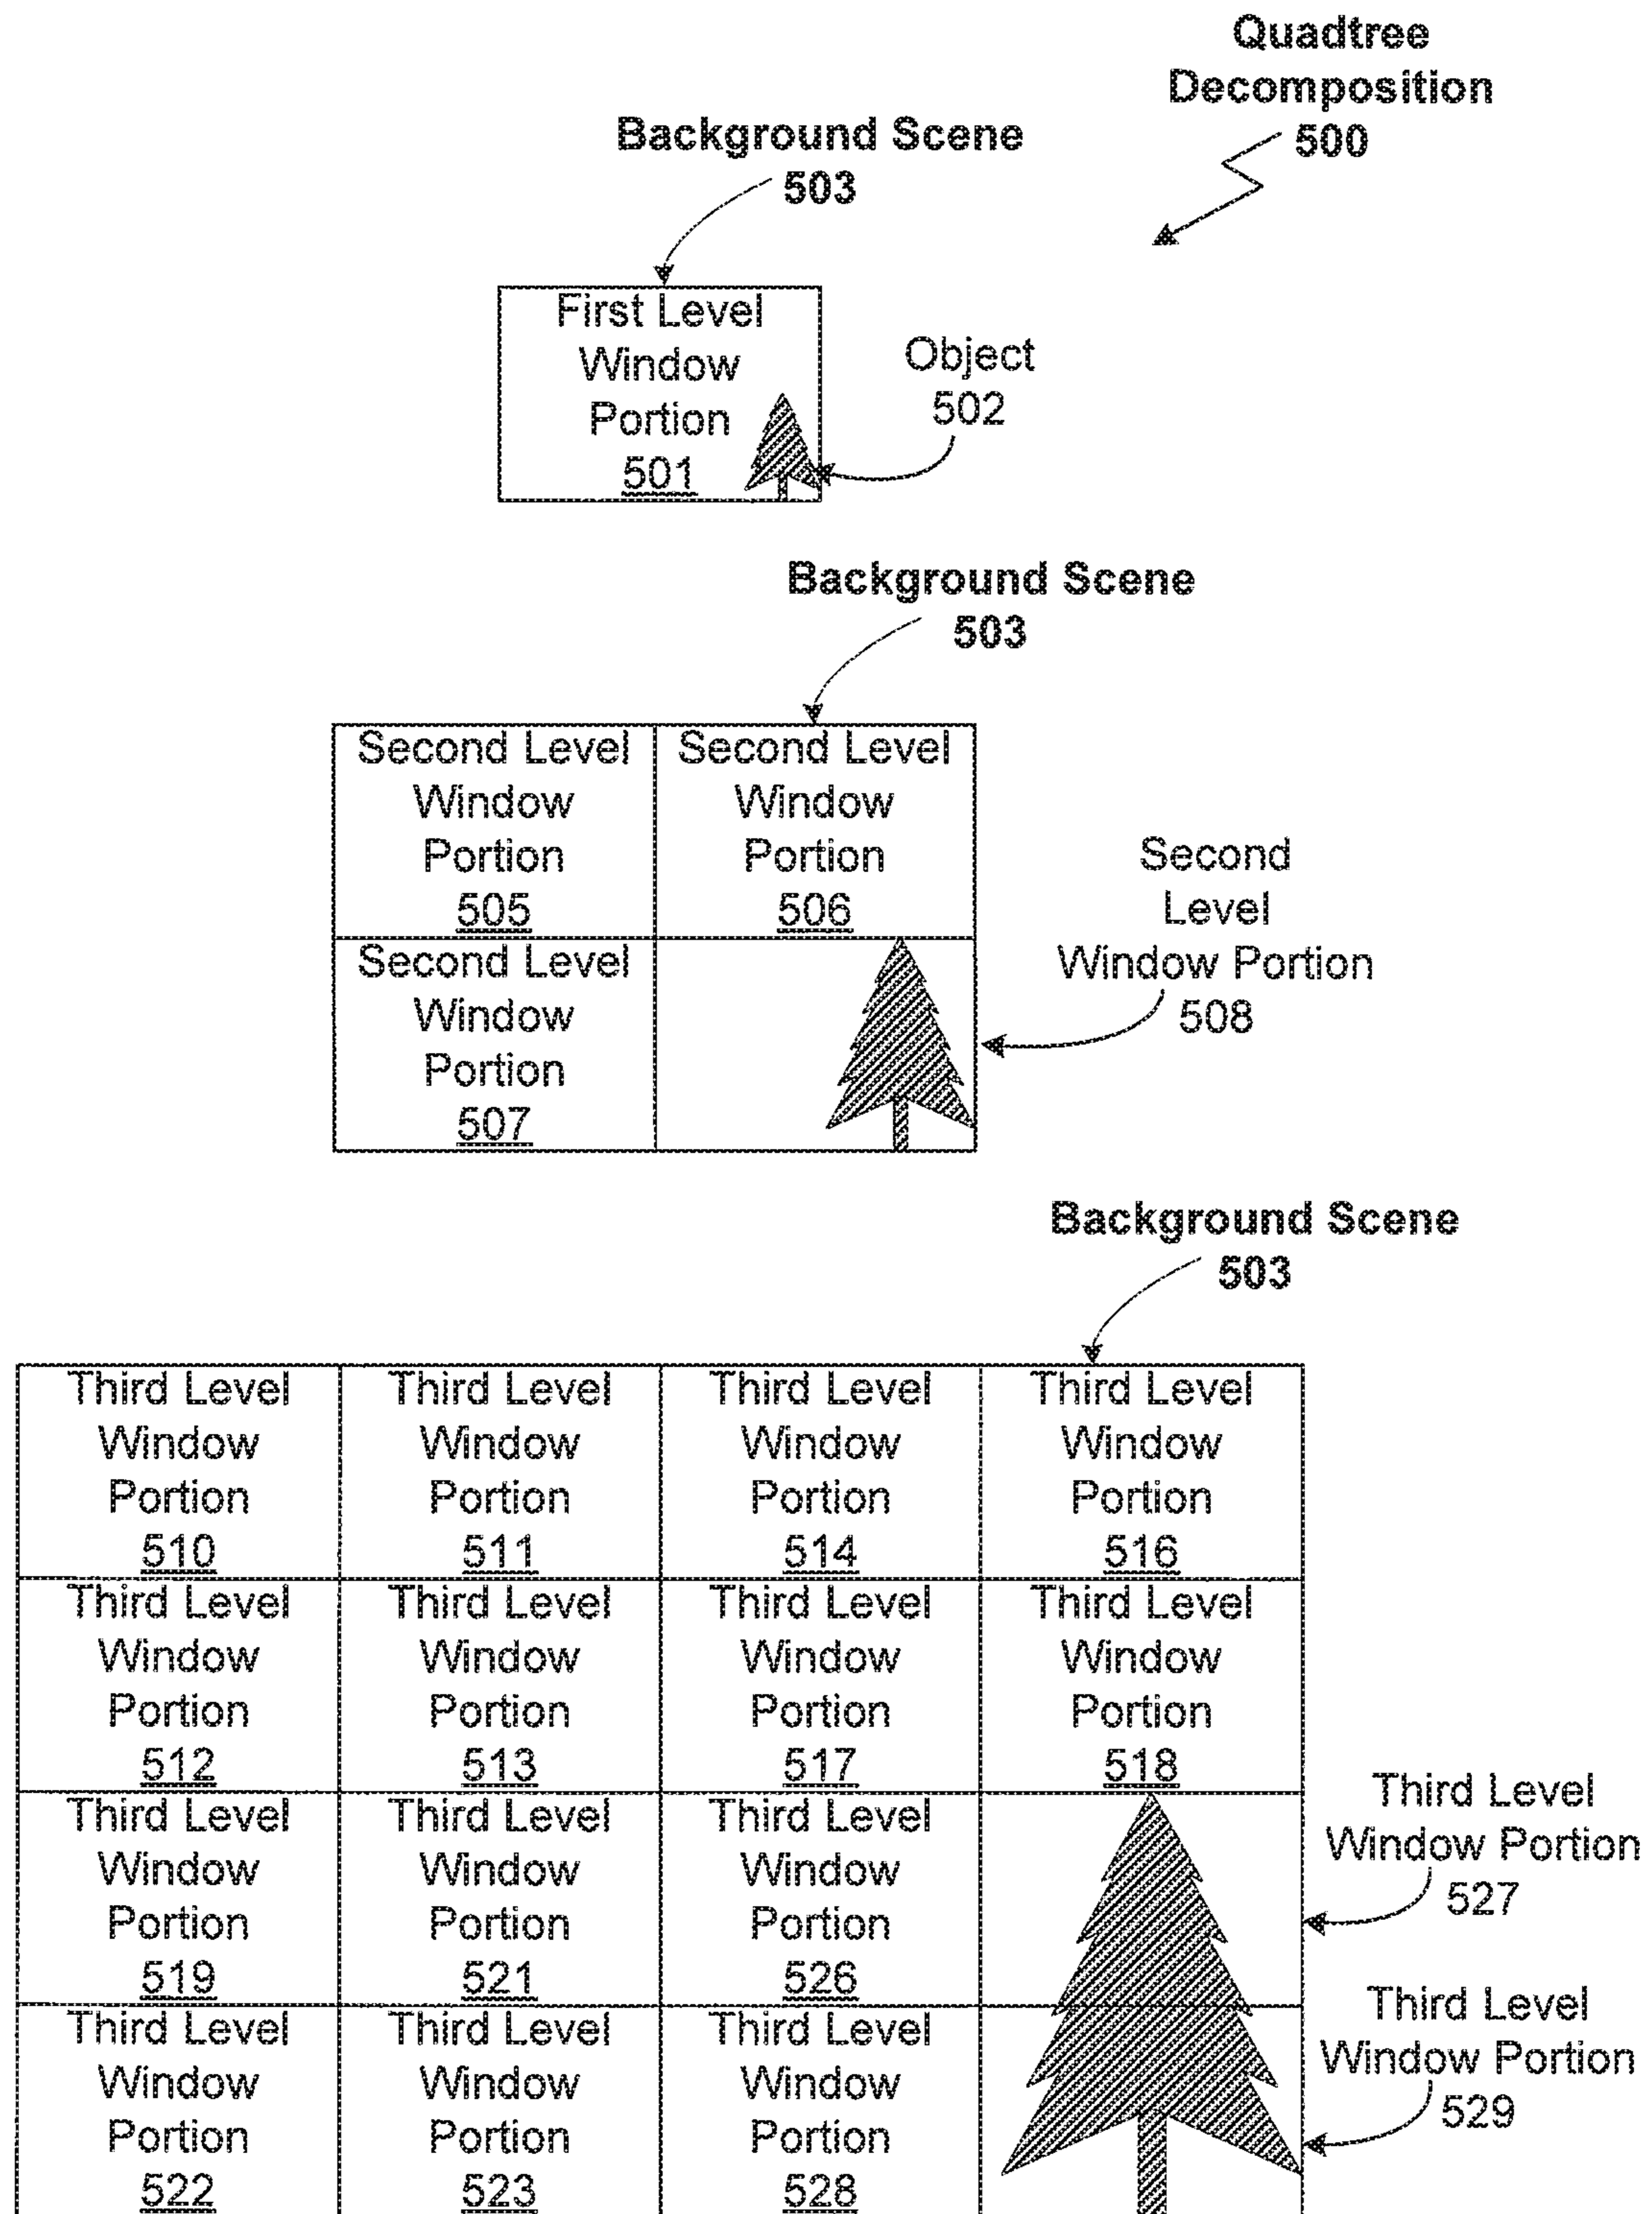 Quadtree
Decomposition
500
Background Scene
503
First Level
Window
Portion
501
Object
502
Background Scene
503
Second Level
Window
Portion
505
Second Level
Window
Portion
506
Second Level
Window
Portion
507
Second
Level
Window Portion
508
Background Scene
503
Third Level
Window
Portion
510
Third Level
Window
Portion
511
Third Level
Window
Portion
514
Third Level
Window
Portion
516
Third Level
Window
Portion
512
Third Level
Window
Portion
513
Third Level
Window
Portion
517
Third Level
Window
Portion
518
Third Level
Window
Portion
519
Third Level
Window
Portion
521
Third Level
Window
Portion
526
Third Level
Window Portion
527
Third Level
Window
Portion
522
Third Level
Window
Portion
523
Third Level
Window
Portion
528
Third Level
Window Portion
529